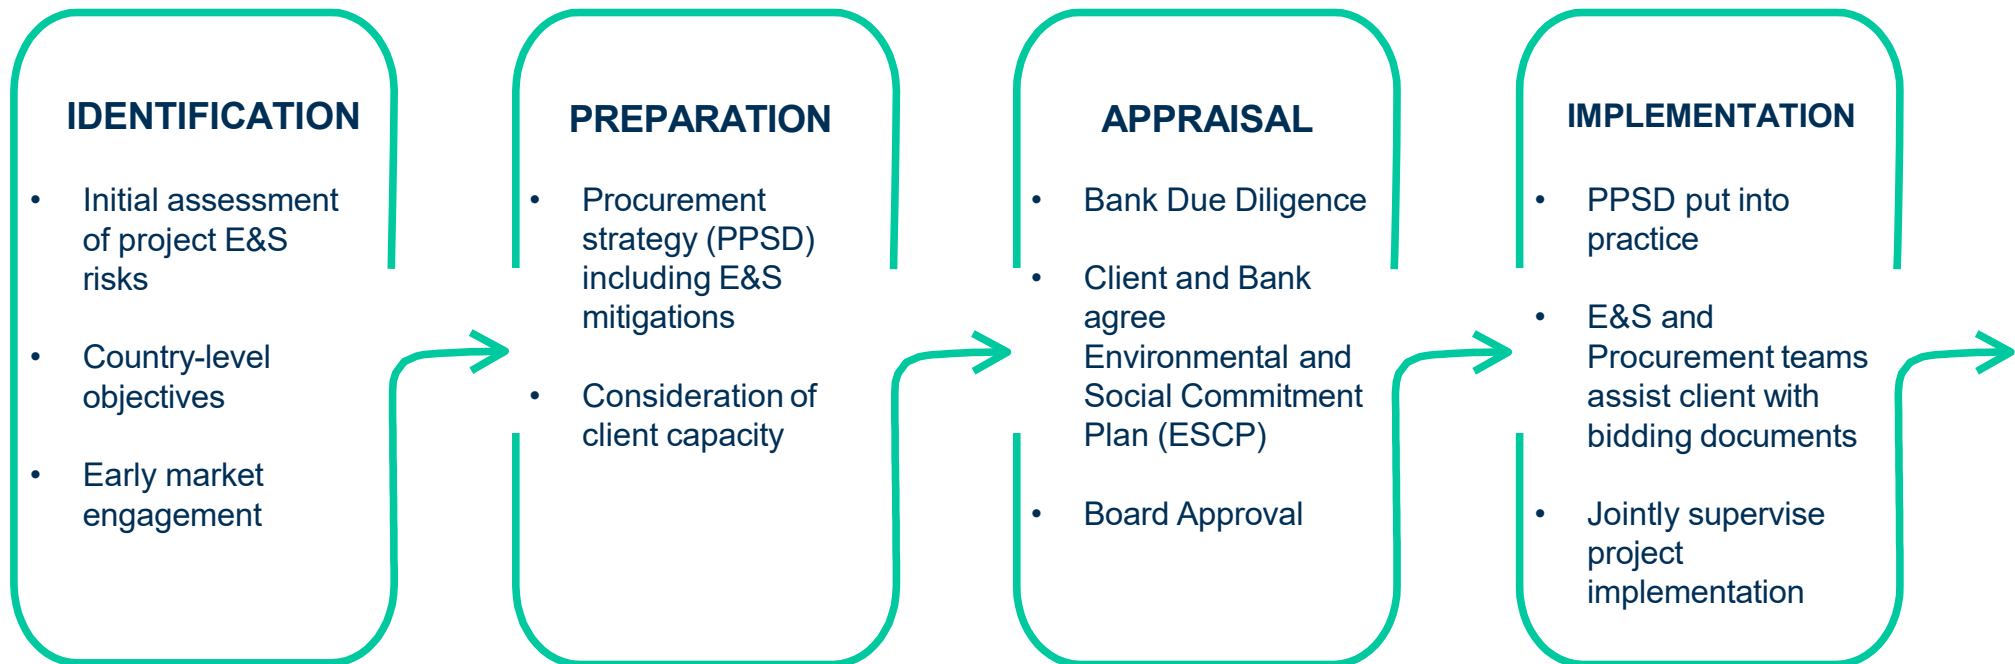 IDENTIFICATION
• Initial assessment
of project E&S
risks
• Country-level
objectives
• Early market
engagement
PREPARATION
• Procurement
strategy (PPSD)
including E&S
mitigations
• Consideration of
client capacity
APPRAISAL
• Bank Due Diligence
• Client and Bank
agree
Environmental and
Social Commitment
Plan (ESCP)
• Board Approval
IMPLEMENTATION
• PPSD put into
practice
• E&S and
Procurement teams
assist client with
bidding documents
• Jointly supervise
project
implementation